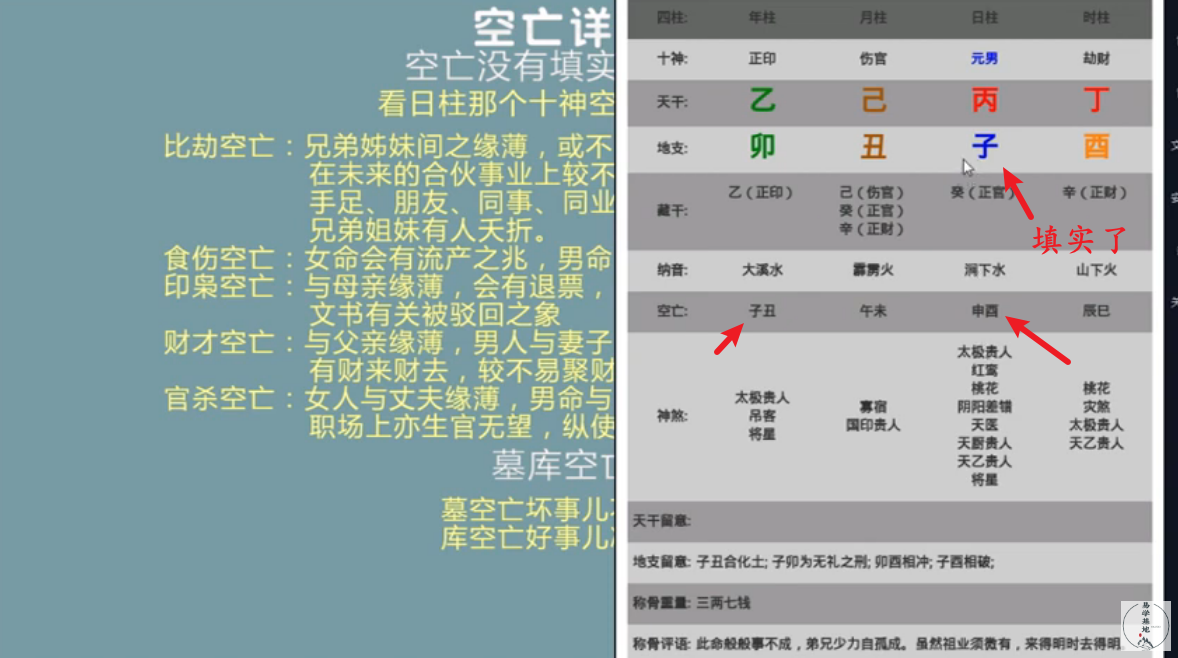 空亡详
空亡没有填实
看日柱那个十神空
比劫空亡：兄弟姊妹间之缘薄，或不
在未来的合伙事业上较不
手足、朋友、同事、同业
兄弟姐妹有人夭折。
食伤空亡：女命会有流产之兆，男命
印枭空亡：与母亲缘薄，会有退票，
文书有关被驳回之象
财才空亡：与父亲缘薄，男人与妻子
有财来财去，较不易聚财
官杀空亡：女人与丈夫缘薄，男命与
职场上亦生官无望，纵使
墓库空亡
墓空亡坏事儿
库空亡好事儿
四柱: 年柱 月柱 日柱 时柱
十神: 正印 伤官 元男 劫财
天干: 乙 己 丙 丁
地支: 卯 丑 子 酉
藏干: 乙（正印） 己（伤官） 癸（正官） 辛（正财）
癸（正官）
辛（正财）
填实了
纳音: 大溪水 霹雳火 涧下水 山下火
空亡: 子丑 午未 申酉 辰巳
神煞:
太极贵人
吊客
将星
寡宿
国印贵人
太极贵人
红鸾
桃花
阴阳差错
天医
天厨贵人
天乙贵人
将星
桃花
灾煞
太极贵人
天乙贵人
天干留意:
地支留意: 子丑合化土; 子卯为无礼之刑; 卯酉相冲; 子酉相破;
称骨重量: 三两七钱
称骨评语: 此命般般事不成，弟兄少力自孤成。虽然祖业须微有，来得明时去得明
易学基地